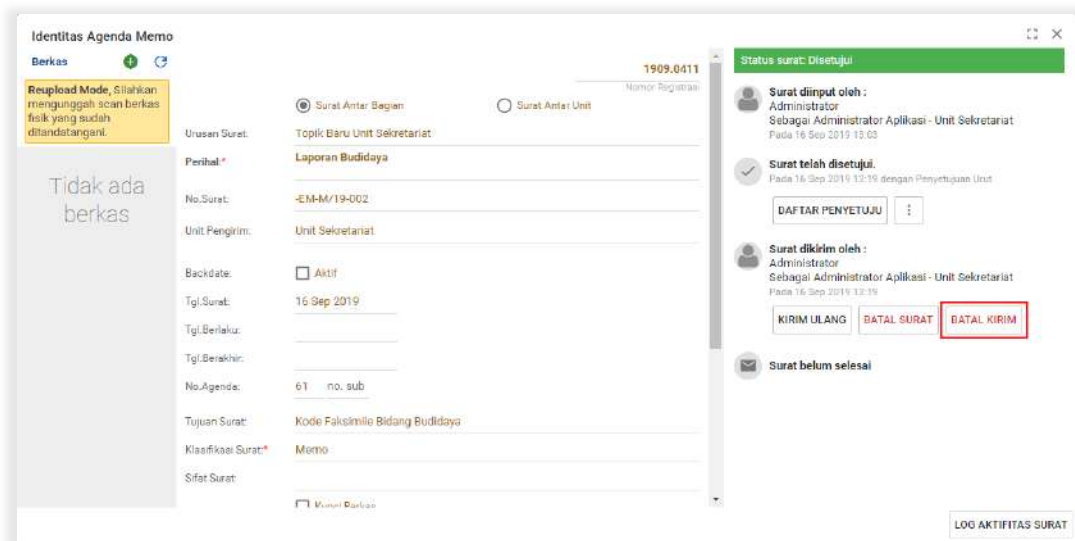 Identitas Agenda Memo
Berkas
Reupload Mode, Silahkan
mengunggah scan berkas
fisik yang sudah
ditandatangani.
Tidak ada
berkas
1909.0411
Nomor Registrasi
Surat Antar Bagian
Surat Antar Unit
Urusan Surat:
Topik Baru Unit Sekretariat
Perihal:*
Laporan Budidaya
No.Surat:
-EM-M/19-002
Unit Pengirim:
Unit Sekretariat
Backdate:
Aktif
Tgl.Surat:
16 Sep 2019
Tgl.Berlaku:
Tgl.Berakhir:
No.Agenda:
61 no. sub
Tujuan Surat:
Kode Faksimile Bidang Budidaya
Klasifikasi Surat:*
Memo
Sifat Surat:
Kunci Berkas
Status surat: Disetujui
Surat diinput oleh :
Administrator
Sebagai Administrator Aplikasi - Unit Sekretariat
Pada 16 Sep 2019 13:03
Surat telah disetujui.
Pada 16 Sep 2019 13:19 dengan Penyetujuan Urut
DAFTAR PENYETUJU
Surat dikirim oleh :
Administrator
Sebagai Administrator Aplikasi - Unit Sekretariat
Pada 16 Sep 2019 13:19
KIRIM ULANG BATAL SURAT BATAL KIRIM
Surat belum selesai
LOG AKTIFITAS SURAT